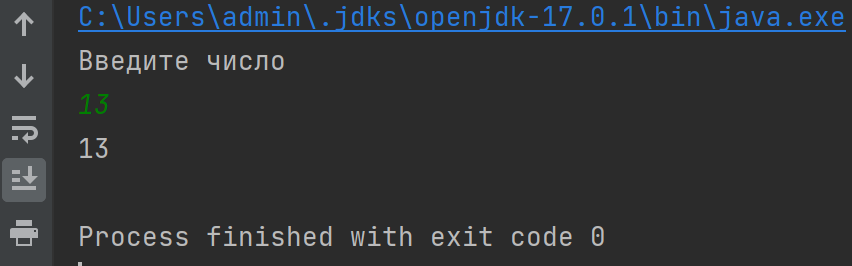 C:\Users\admin\.jdks\openjdk-17.0.1\bin\java.exe
Введите число
13
13
Process finished with exit code 0